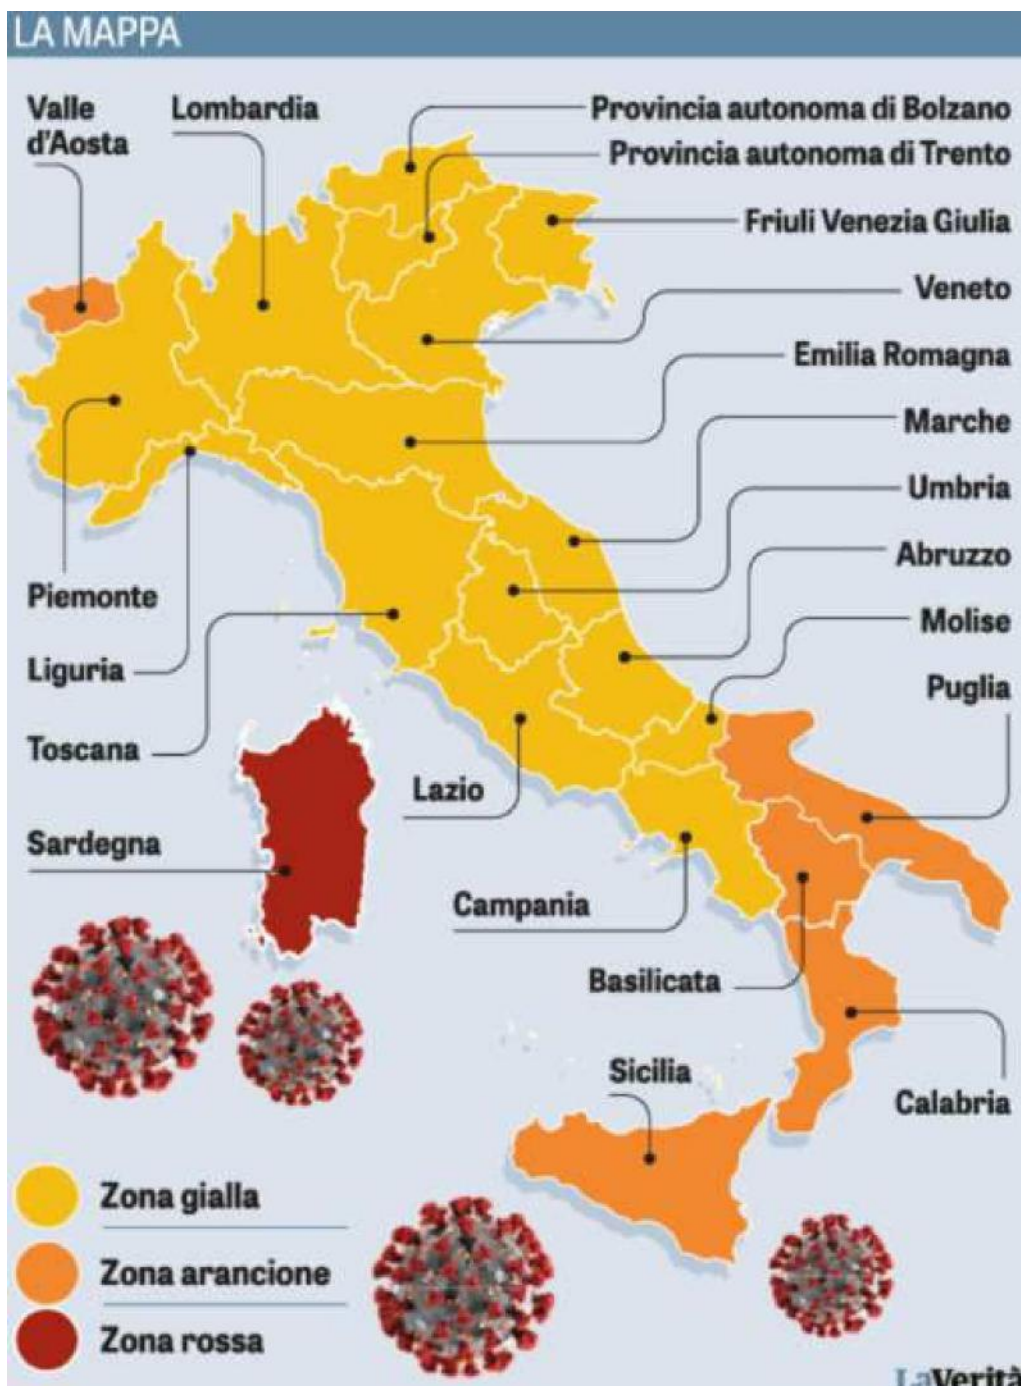 LA MAPPA
Valle
d'Aosta
Lombardia
Provincia autonoma di Bolzano
Provincia autonoma di Trento
Friuli Venezia Giulia
Veneto
Emilia Romagna
Marche
Umbria
Abruzzo
Molise
Puglia
Piemonte
Liguria
Toscana
Lazio
Sardegna
Campania
Basilicata
Sicilia
Calabria
Zona gialla
Zona arancione
Zona rossa
LaVerità